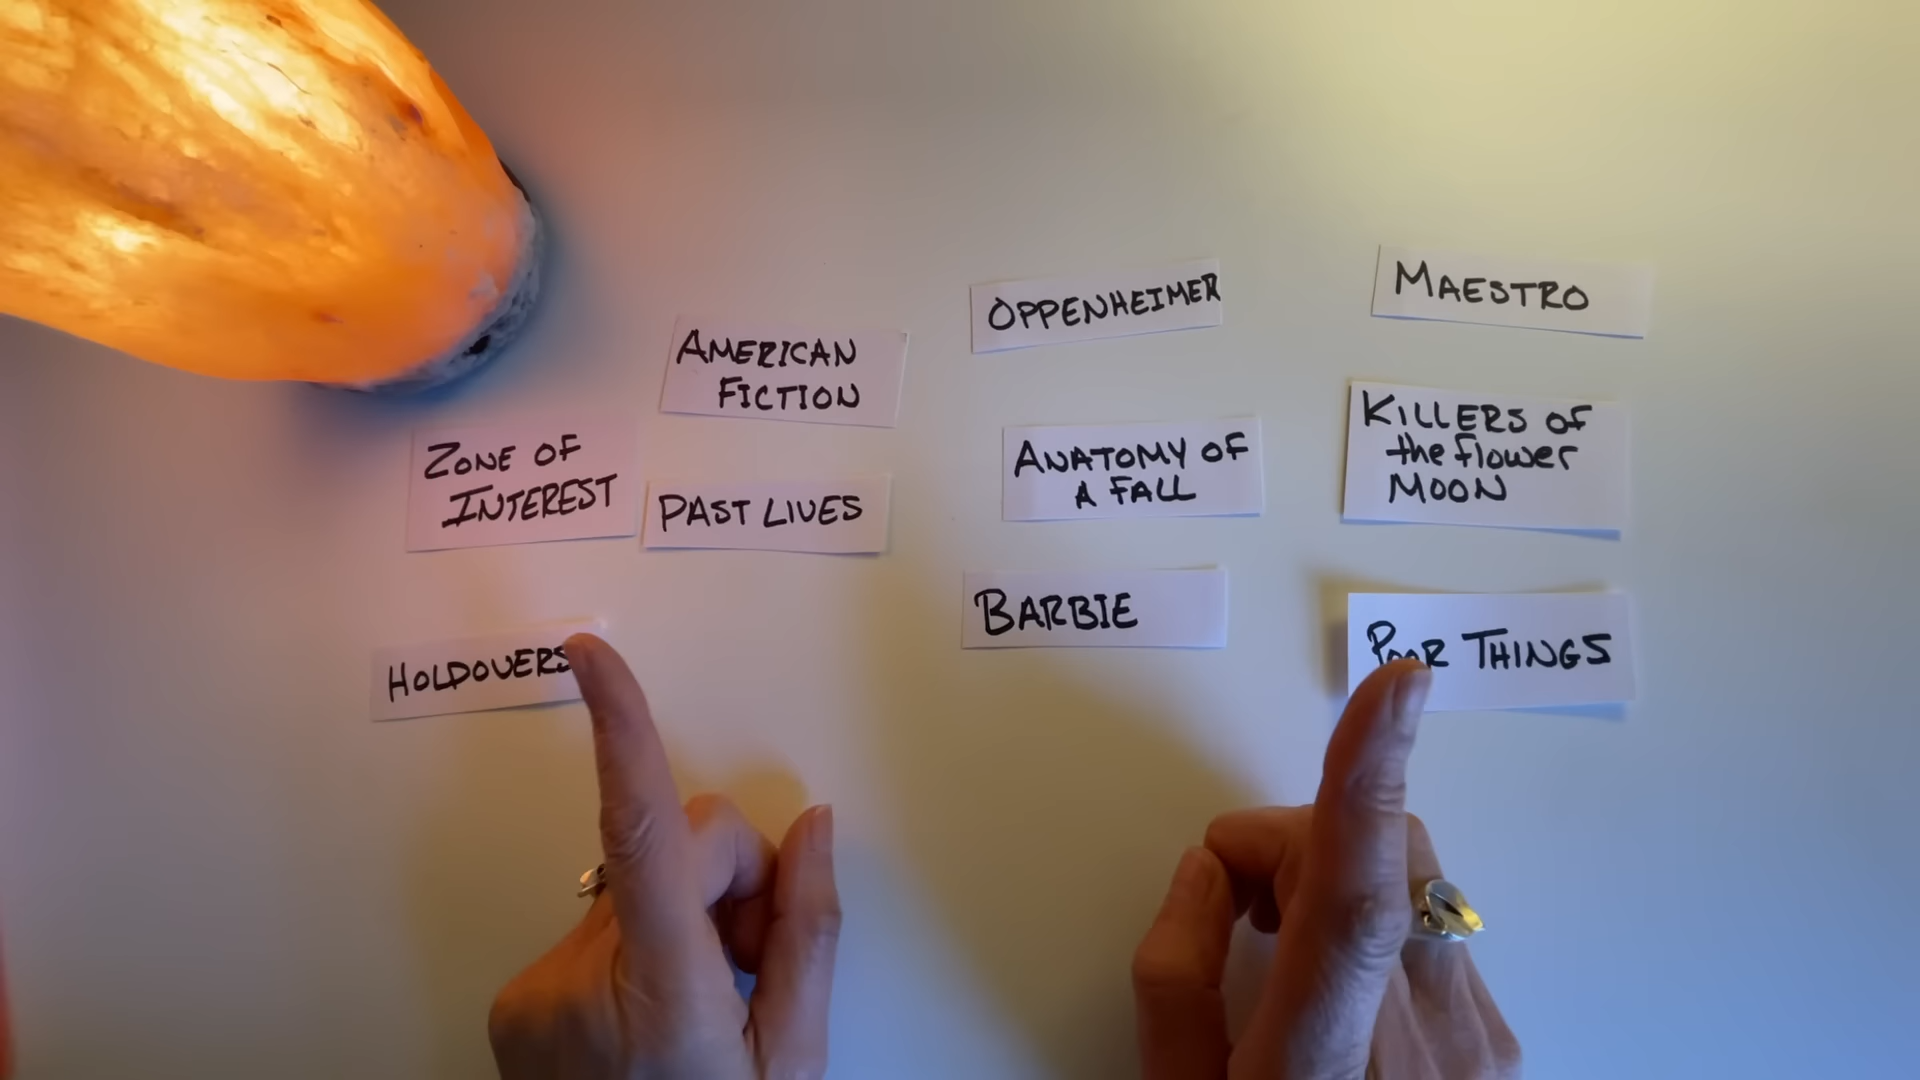 OPPENHEIMER
MAESTRO
AMERICAN
FICTION
KILLERS OF
the flower
MOON
ZONE OF
INTEREST
PAST LIVES
ANATOMY OF
A FALL
BARBIE
HOLDOVERS
POOR THINGS